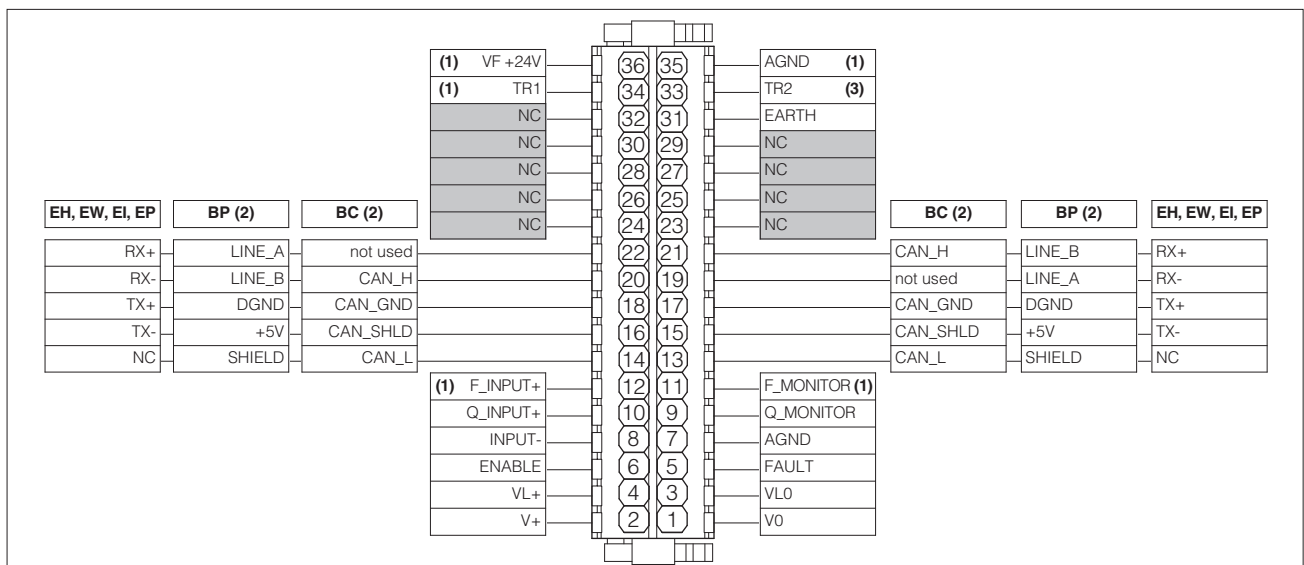 (1) VF +24V 36 35 AGND (1)
(1) TR1 34 33 TR2 (3)
NC 32 31 EARTH
NC 30 29 NC
NC 28 27 NC
NC 26 25 NC
NC 24 23 NC
EH, EW, EI, EP BP (2) BC (2) BC (2) BP (2) EH, EW, EI, EP
RX+ LINE_A not used 22 21 CAN_H LINE_B RX+
RX- LINE_B CAN_H 20 19 not used LINE_A RX-
TX+ DGND CAN_GND 18 17 CAN_GND DGND TX+
TX- +5V CAN_SHLD 16 15 CAN_SHLD +5V TX-
NC SHIELD CAN_L 14 13 CAN_L SHIELD NC
(1) F_INPUT+ 12 11 F_MONITOR (1)
Q_INPUT+ 10 9 Q_MONITOR
INPUT- 8 7 AGND
ENABLE 6 5 FAULT
VL+ 4 3 VL0
V+ 2 1 V0